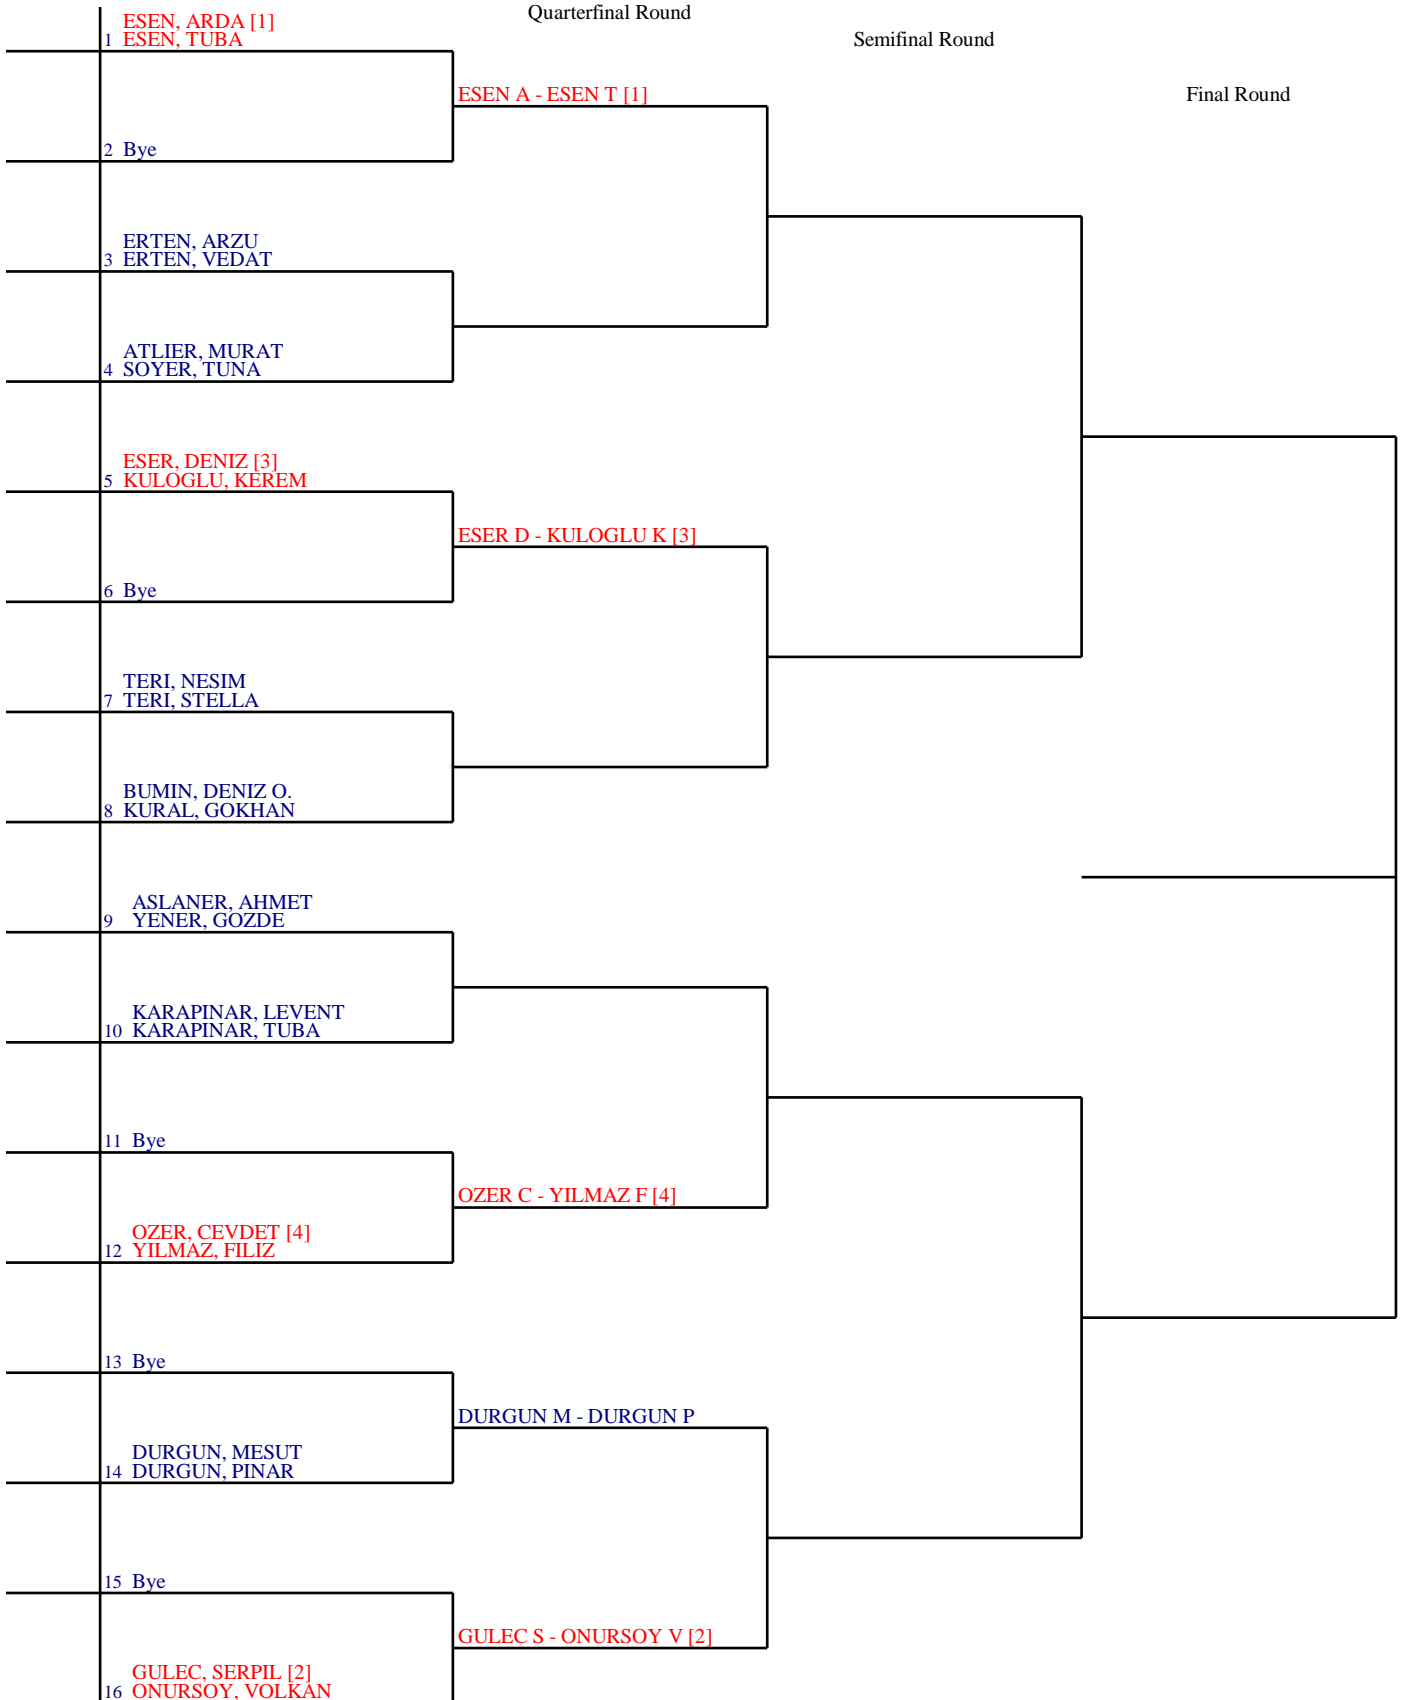 Quarterfinal Round
Semifinal Round
Final Round
ESEN, ARDA [1]
1 ESEN, TUBA
ESEN A - ESEN T [1]
2 Bye
ERTEN, ARZU
3 ERTEN, VEDAT
ATLIER, MURAT
4 SOYER, TUNA
ESER, DENIZ [3]
5 KULOGLU, KEREM
ESER D - KULOGLU K [3]
6 Bye
TERI, NESIM
7 TERI, STELLA
BUMIN, DENIZ O.
8 KURAL, GOKHAN
ASLANER, AHMET
9 YENER, GOZDE
KARAPINAR, LEVENT
10 KARAPINAR, TUBA
11 Bye
OZER C - YILMAZ F [4]
OZER, CEVDET [4]
12 YILMAZ, FILIZ
13 Bye
DURGUN M - DURGUN P
DURGUN, MESUT
14 DURGUN, PINAR
15 Bye
GULEC S - ONURSOY V [2]
GULEC, SERPIL [2]
16 ONURSOY, VOLKAN